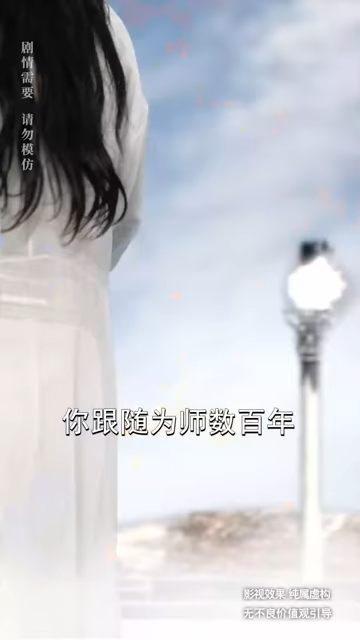 剧情需要 请勿模仿
你跟随为师数百年
影视效果 纯属虚构
无不良价值观引导